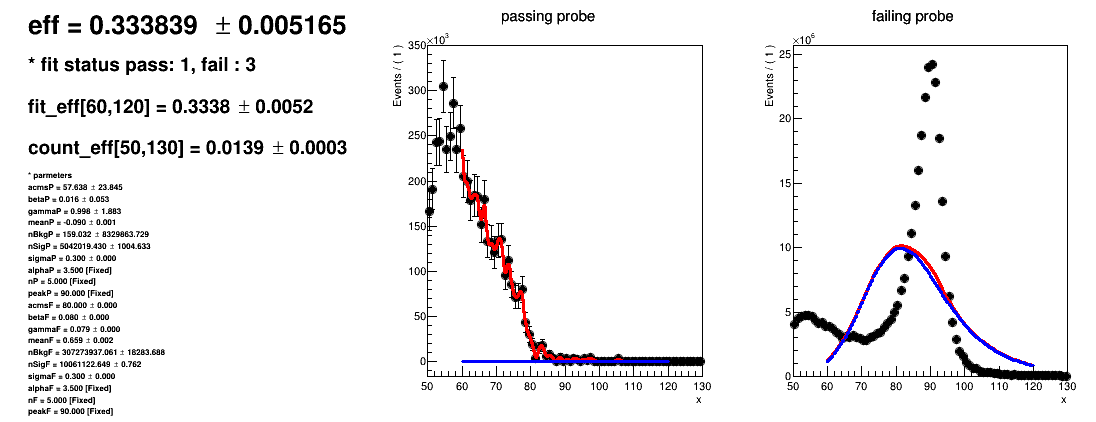 eff = 0.333839 ± 0.005165
* fit status pass: 1, fail : 3
fit_eff[60,120] = 0.3338 ± 0.0052
count_eff[50,130] = 0.0139 ± 0.0003
* parmeters
acmsP = 57.638 ± 23.845
betaP = 0.016 ± 0.053
gammaP = 0.998 ± 1.883
meanP = -0.090 ± 0.001
nBkgP = 159.032 ± 8329863.729
nSigP = 5042019.430 ± 1004.633
sigmaP = 0.300 ± 0.000
alphaP = 3.500 [Fixed]
nP = 5.000 [Fixed]
peakP = 90.000 [Fixed]
acmsF = 80.000 ± 0.000
betaF = 0.080 ± 0.000
gammaF = 0.079 ± 0.000
meanF = 0.659 ± 0.002
nBkgF = 307273937.061 ± 16283.688
nSigF = 10061122.649 ± 0.762
sigmaF = 0.300 ± 0.000
alphaF = 3.500 [Fixed]
nF = 5.000 [Fixed]
peakF = 90.000 [Fixed]
passing probe
×10³
Events / ( 1 )
350
300
250
200
150
100
50
0
50 60 70 80 90 100 110 120 130
x
failing probe
×10⁶
Events / ( 1 )
25
20
15
10
5
0
50 60 70 80 90 100 110 120 130
x